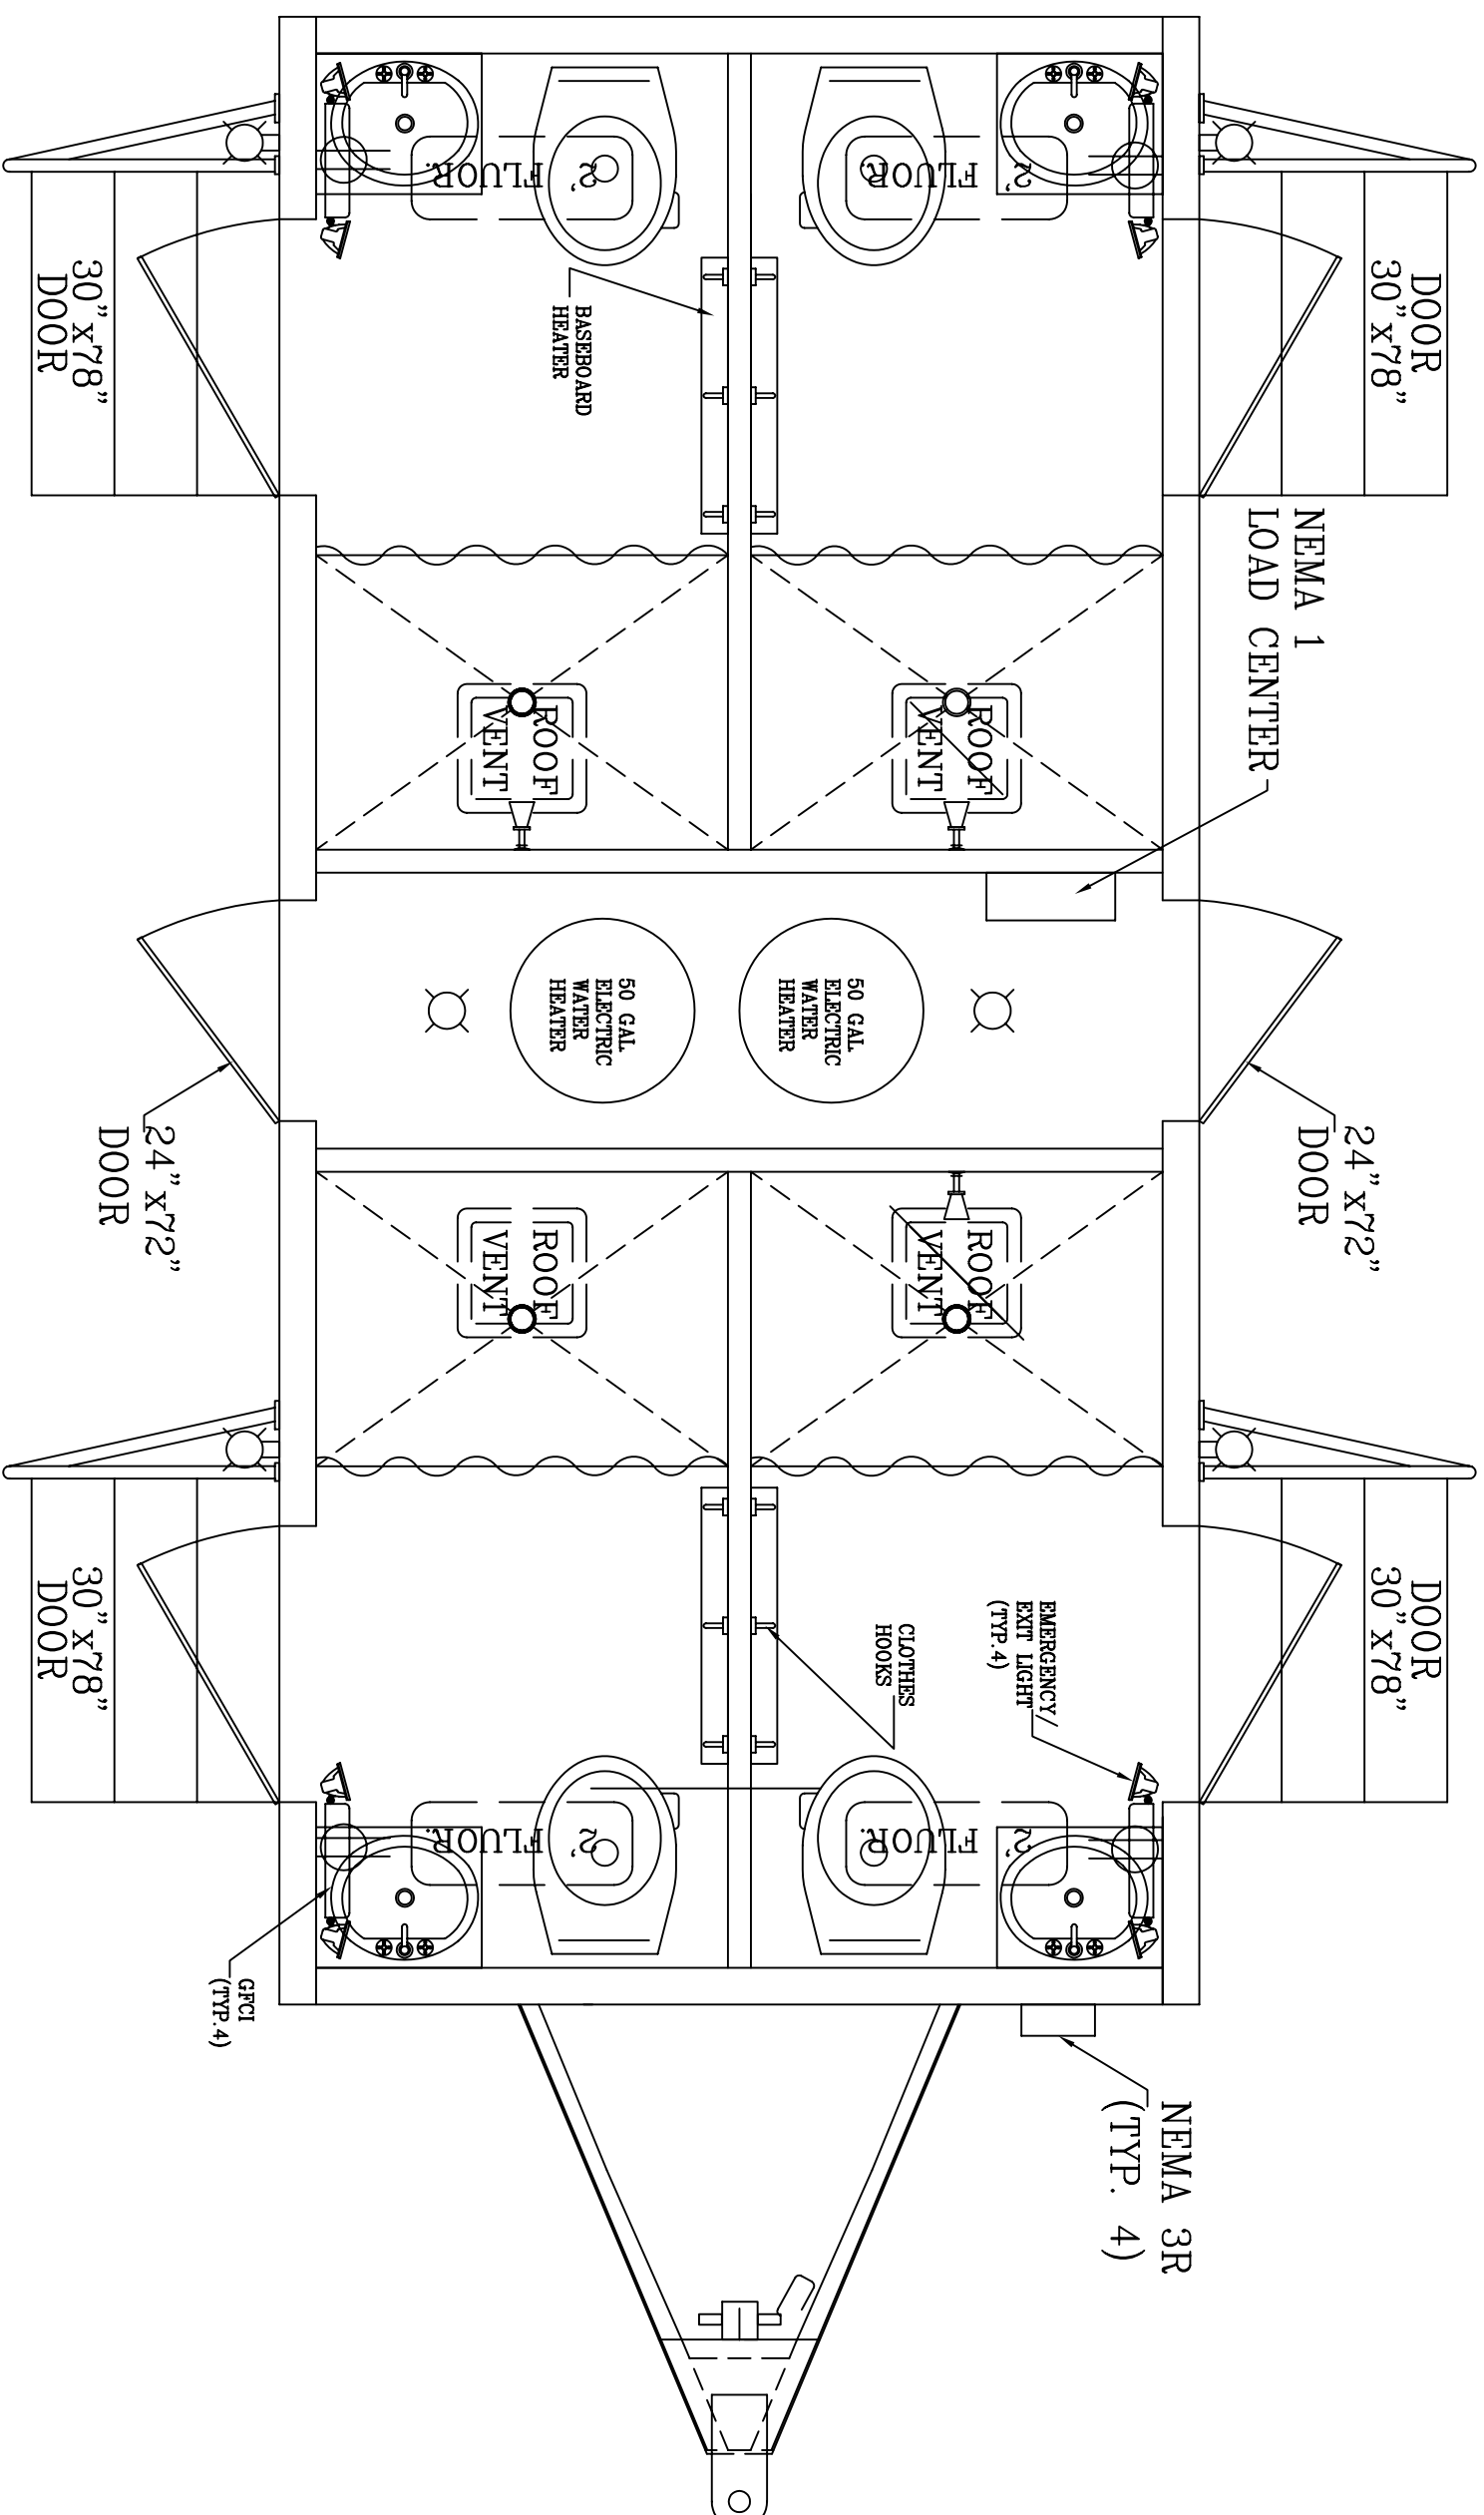 DOOR
30"x78"
NEMA 1
LOAD CENTER
24"x72"
DOOR
DOOR
30"x78"
NEMA 3R
(TYP. 4)
2' FLUOR.
2' FLUOR.
BASEBOARD
HEATER
ROOF
VENT
ROOF
VENT
50 GAL
ELECTRIC
WATER
HEATER
50 GAL
ELECTRIC
WATER
HEATER
ROOF
VENT
ROOF
VENT
EMERGENCY/
EXIT LIGHT
(TYP.4)
CLOTHES
HOOKS
2' FLUOR.
2' FLUOR.
GFCI
(TYP.4)
30"x78"
DOOR
24"x72"
DOOR
30"x78"
DOOR